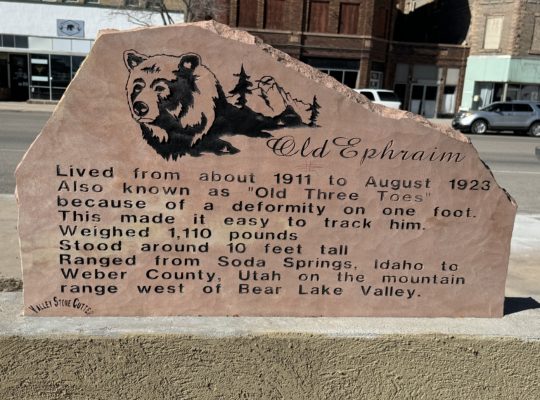 Old Ephraim
Lived from about 1911 to August 1923
Also known as "Old Three Toes"
because of a deformity on one foot.
This made it easy to track him.
Weighed 1,110 pounds
Stood around 10 feet tall
Ranged from Soda Springs, Idaho to
Weber County, Utah on the mountain
range west of Bear Lake Valley.
Valley Stone